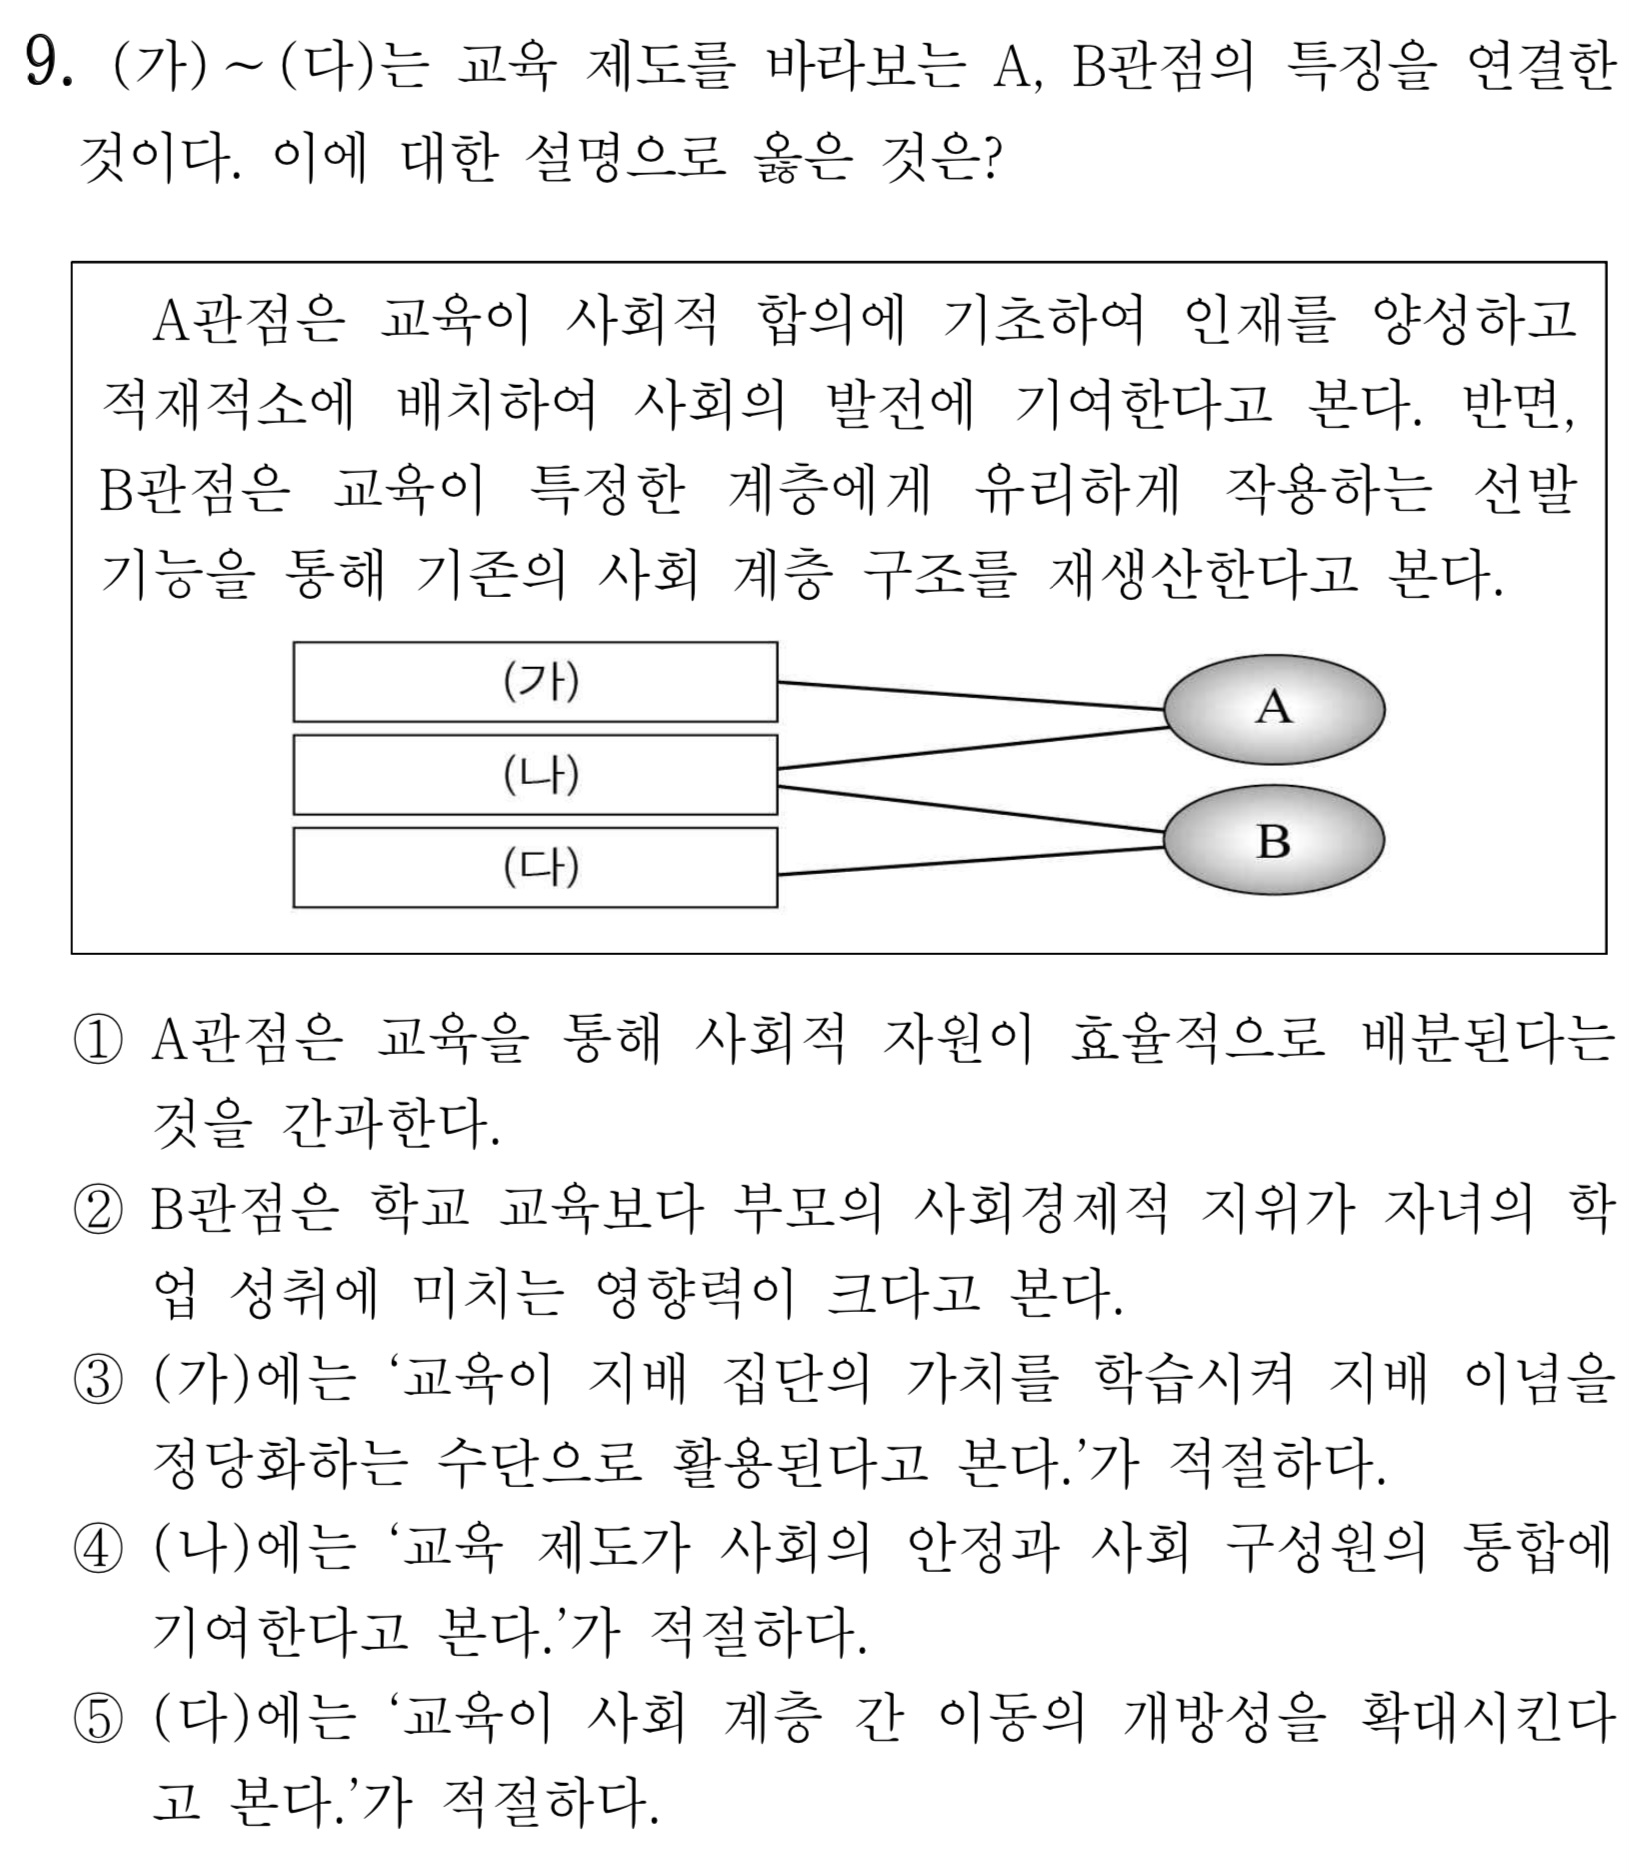 9. (가)～(다)는 교육 제도를 바라보는 A, B관점의 특징을 연결한
것이다. 이에 대한 설명으로 옳은 것은?
A관점은 교육이 사회적 합의에 기초하여 인재를 양성하고
적재적소에 배치하여 사회의 발전에 기여한다고 본다. 반면,
B관점은 교육이 특정한 계층에게 유리하게 작용하는 선발
기능을 통해 기존의 사회 계층 구조를 재생산한다고 본다.
(가)
A
(나)
B
(다)
① A관점은 교육을 통해 사회적 자원이 효율적으로 배분된다는
것을 간과한다.
② B관점은 학교 교육보다 부모의 사회경제적 지위가 자녀의 학
업 성취에 미치는 영향력이 크다고 본다.
③ (가)에는 ‘교육이 지배 집단의 가치를 학습시켜 지배 이념을
정당화하는 수단으로 활용된다고 본다.’가 적절하다.
④ (나)에는 ‘교육 제도가 사회의 안정과 사회 구성원의 통합에
기여한다고 본다.’가 적절하다.
⑤ (다)에는 ‘교육이 사회 계층 간 이동의 개방성을 확대시킨다
고 본다.’가 적절하다.